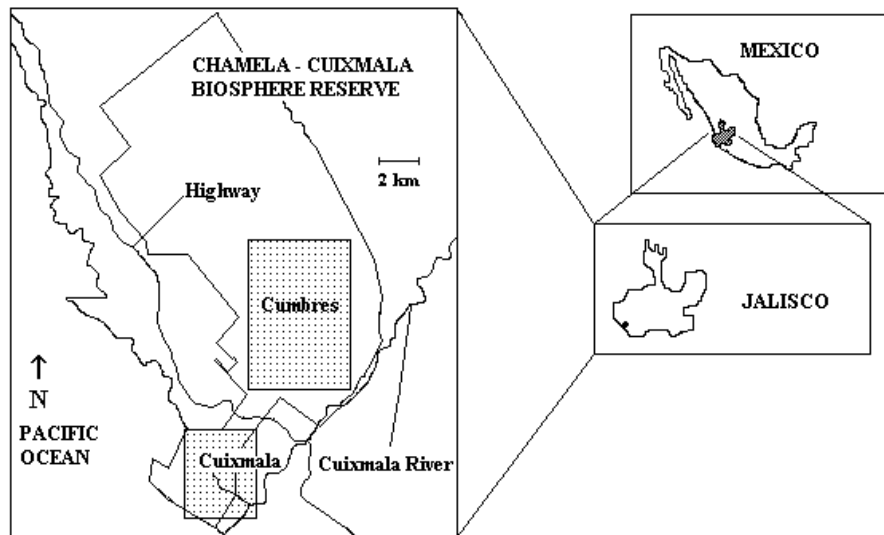 CHAMELA - CUIXMALA
BIOSPHERE RESERVE
2 km
Highway
Cumbres
N
PACIFIC
OCEAN
Cuixmala
Cuixmala River
MEXICO
JALISCO